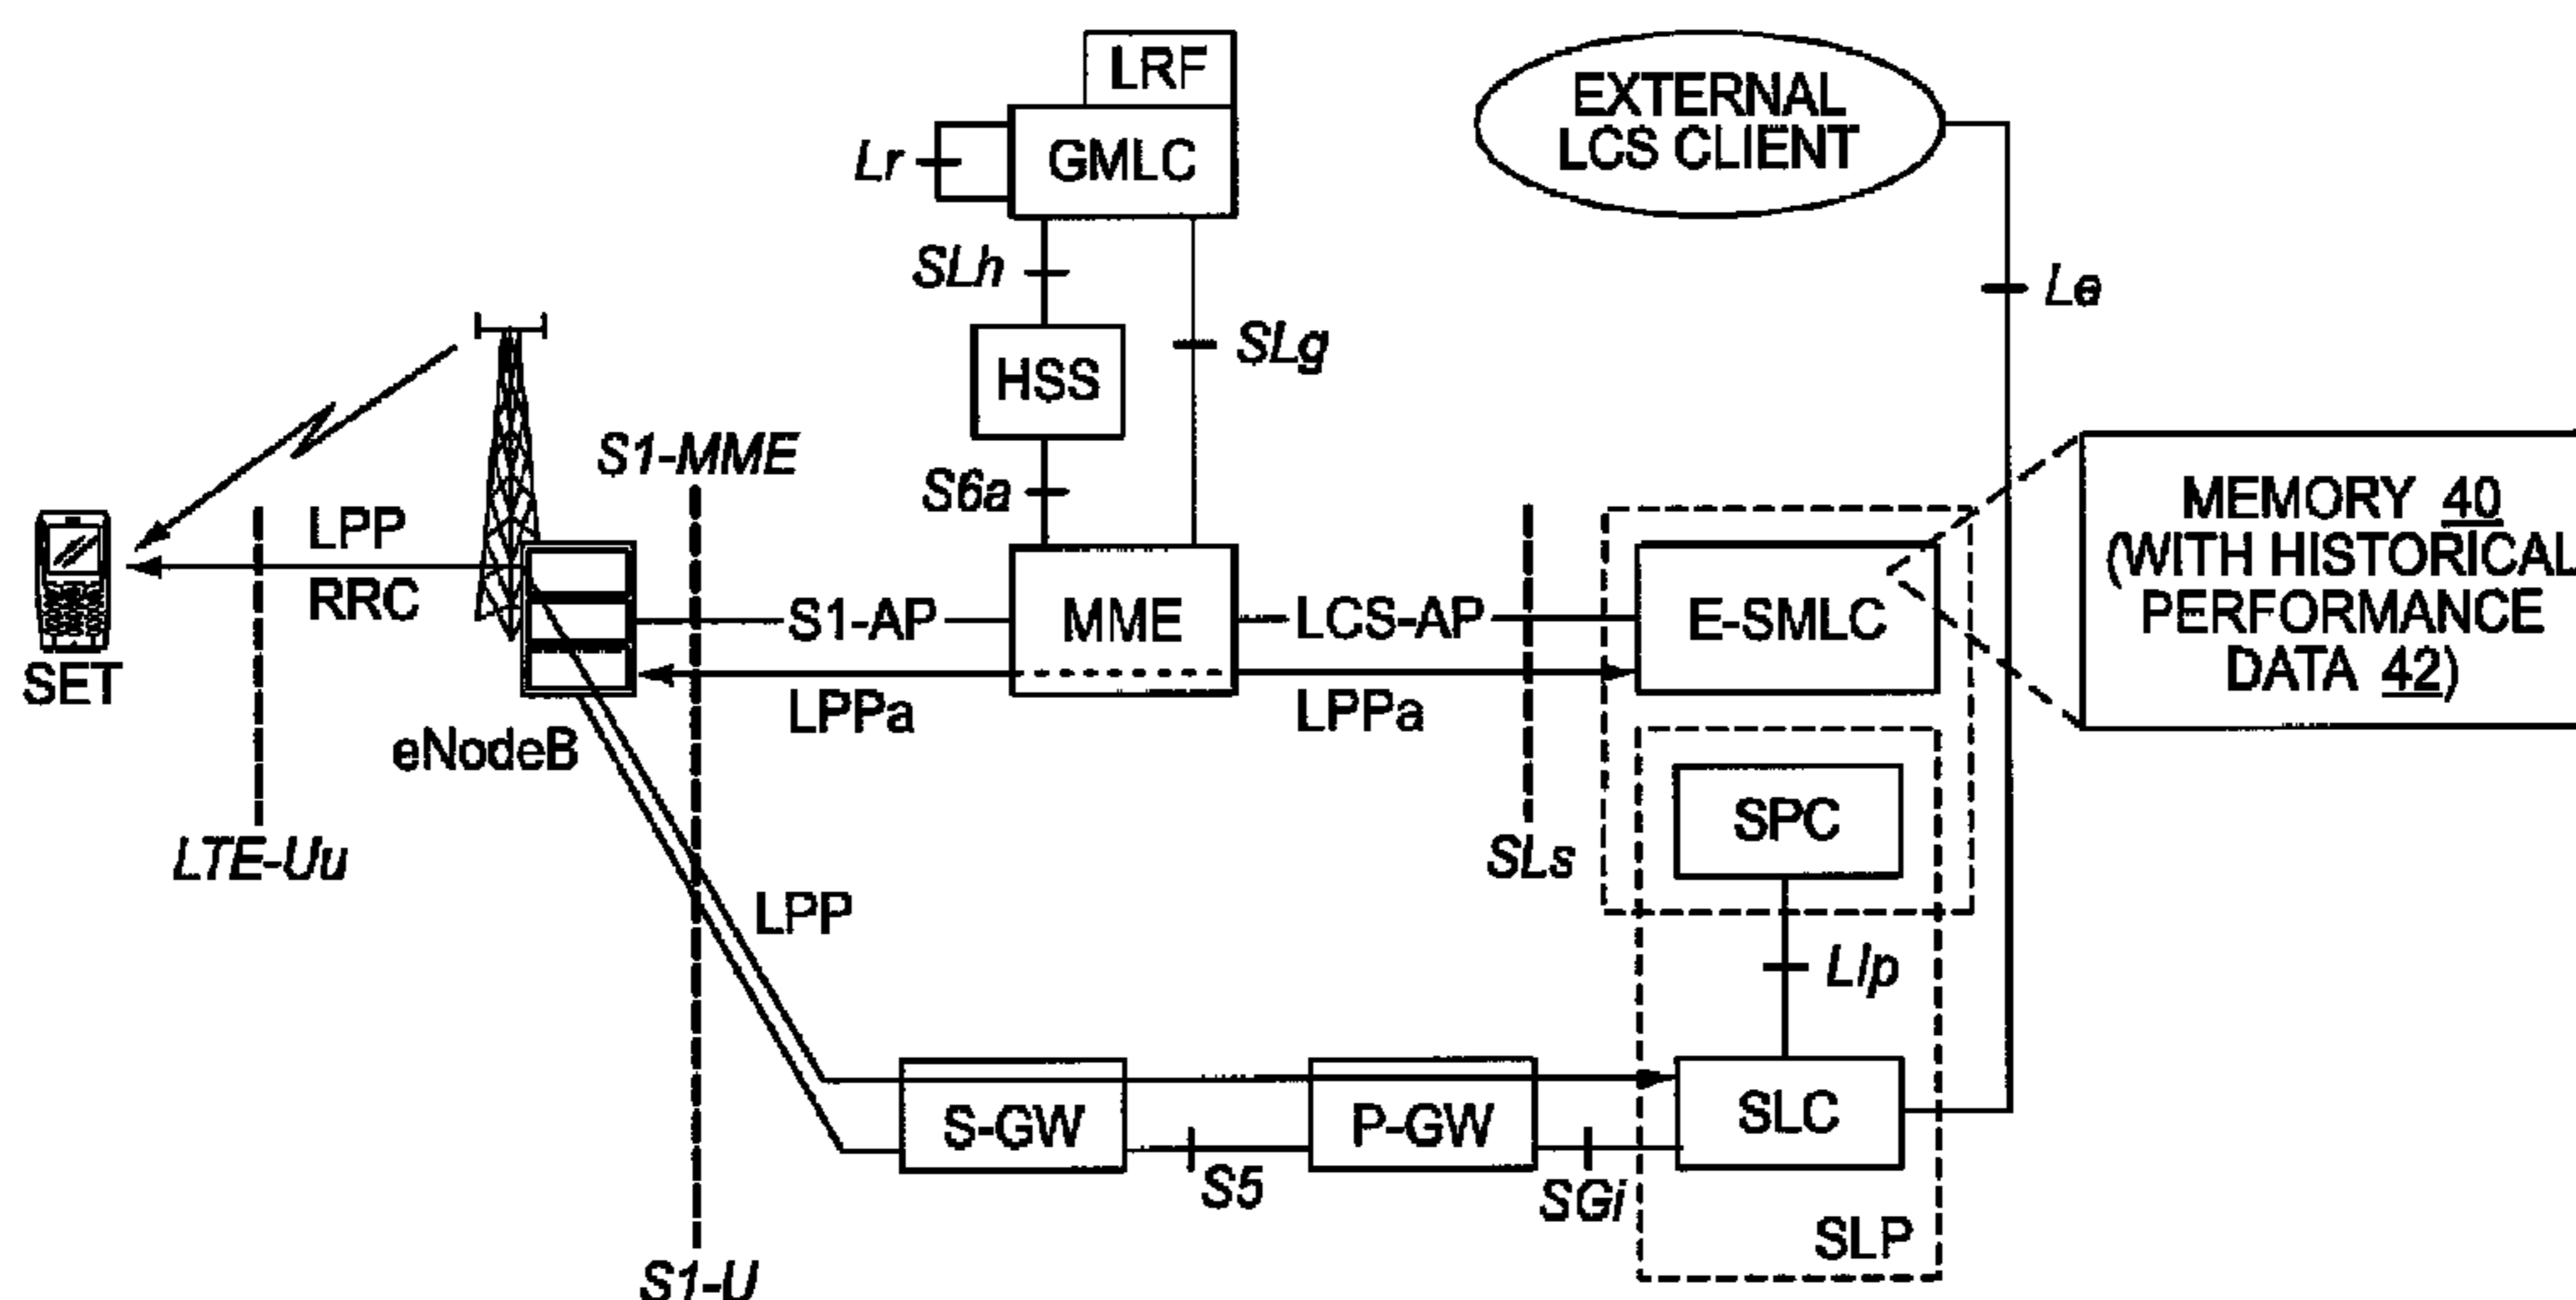 LRF
EXTERNAL
LCS CLIENT
Lr
GMLC
SLh
Le
SLg
HSS
S1-MME
S6a
MEMORY 40
(WITH HISTORICAL
PERFORMANCE
DATA 42)
LPP
RRC
S1-AP
MME
LCS-AP
E-SMLC
SET
LPPa
LPPa
eNodeB
SPC
LTE-Uu
SLs
LPP
Llp
S-GW
P-GW
SLC
S5
SGi
SLP
S1-U